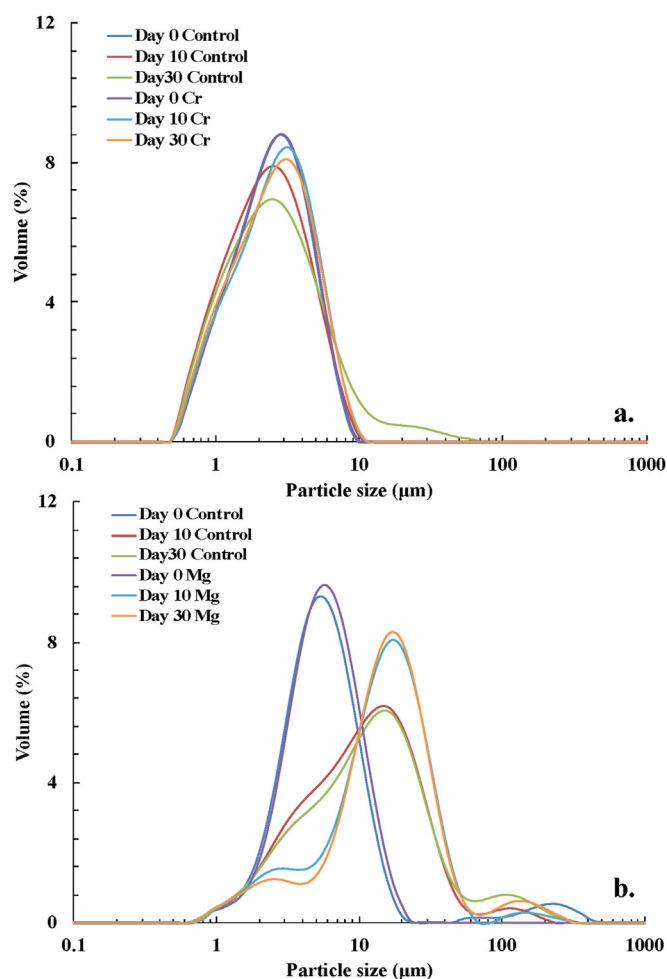 12
Day 0 Control
Day 10 Control
Day30 Control
Day 0 Cr
Day 10 Cr
Day 30 Cr
8
Volume (%)
4
a.
0
0.1 1 10 100 1000
Particle size (μm)
12
Day 0 Control
Day 10 Control
Day30 Control
Day 0 Mg
Day 10 Mg
Day 30 Mg
8
Volume (%)
4
b.
0
0.1 1 10 100 1000
Particle size (μm)